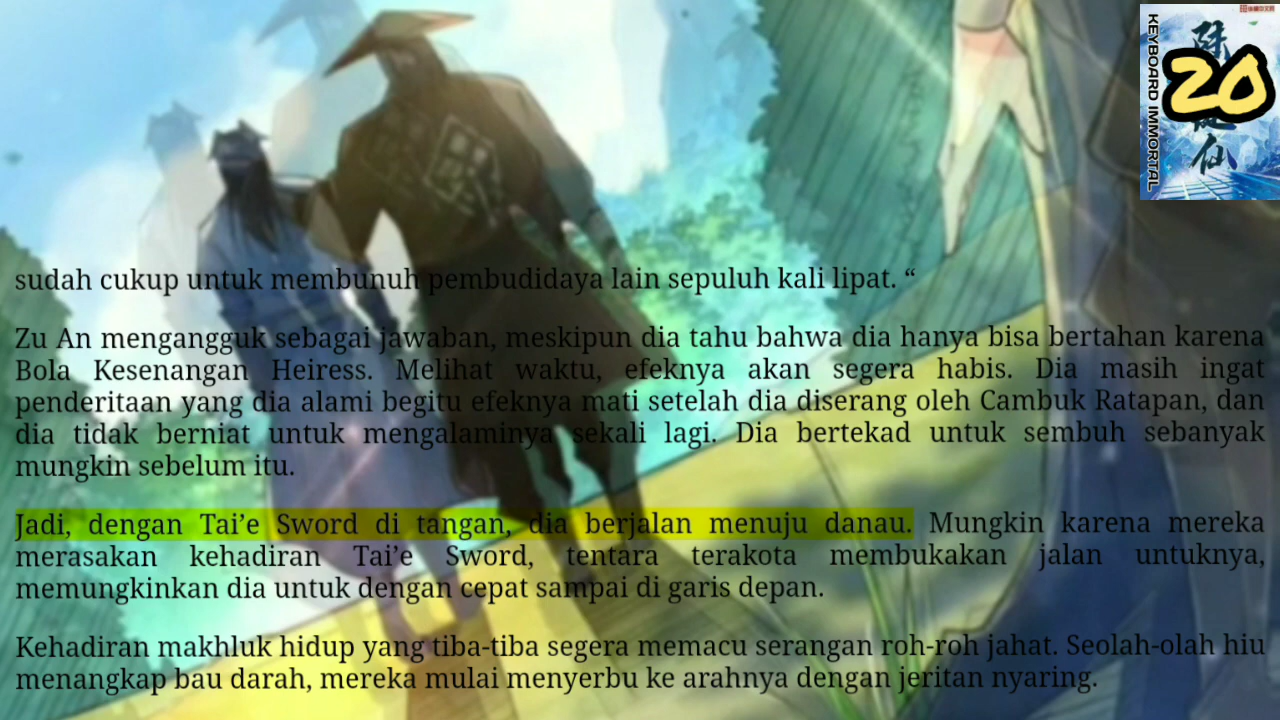 KEYBOARD IMMORTAL
20
仙
sudah cukup untuk membunuh pembudidaya lain sepuluh kali lipat. “
Zu An mengangguk sebagai jawaban, meskipun dia tahu bahwa dia hanya bisa bertahan karena
Bola Kesenangan Heiress. Melihat waktu, efeknya akan segera habis. Dia masih ingat
penderitaan yang dia alami begitu efeknya mati setelah dia diserang oleh Cambuk Ratapan, dan
dia tidak berniat untuk mengalaminya sekali lagi. Dia bertekad untuk sembuh sebanyak
mungkin sebelum itu.
Jadi, dengan Tai’e Sword di tangan, dia berjalan menuju danau. Mungkin karena mereka
merasakan kehadiran Tai’e Sword, tentara terakota membukakan jalan untuknya,
memungkinkan dia untuk dengan cepat sampai di garis depan.
Kehadiran makhluk hidup yang tiba-tiba segera memacu serangan roh-roh jahat. Seolah-olah hiu
menangkap bau darah, mereka mulai menyerbu ke arahnya dengan jeritan nyaring.